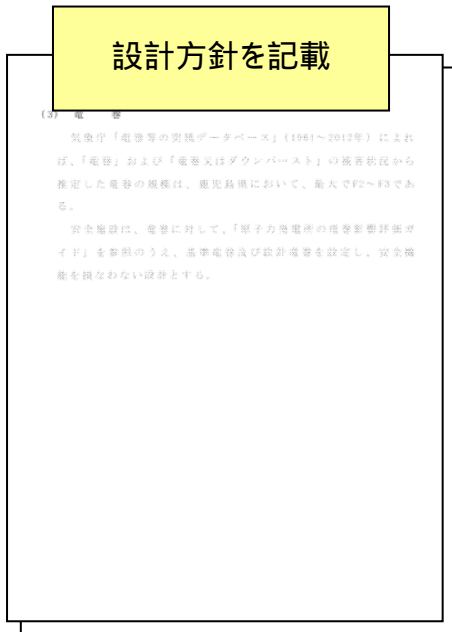 設計方針を記載
(3) 竜 巻
気象庁「竜巻等の突風データベース」(1961～2012年)によれ
ば、「竜巻」および「竜巻又はダウンバースト」の被害状況から
推定した竜巻の規模は、鹿児島県において、最大でF2～F3であ
る。
安全施設は、竜巻に対して、「原子力発電所の竜巻影響評価ガ
イド」を参照のうえ、基準竜巻及び設計竜巻を設定し、安全機
能を損なわない設計とする。